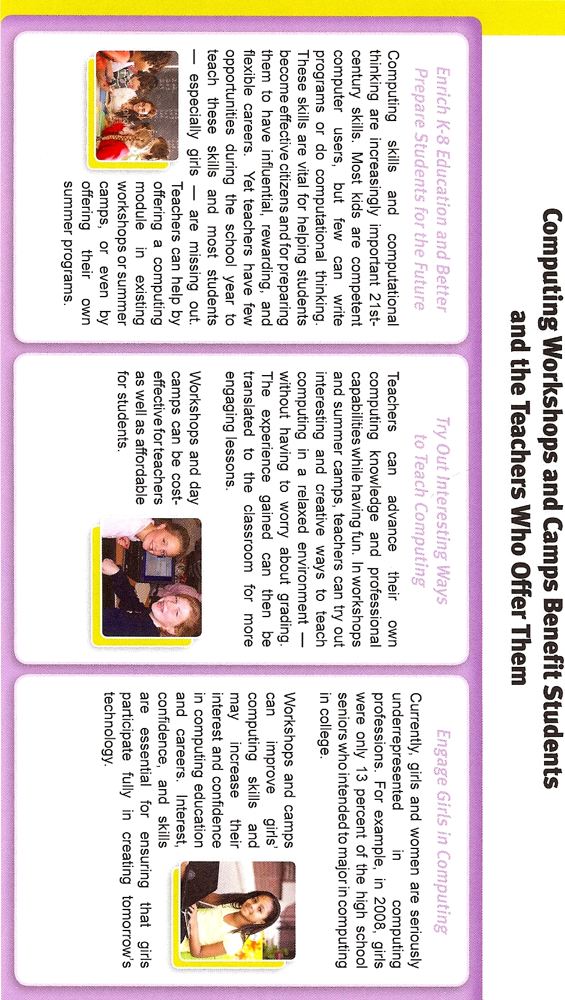 Computing Workshops and Camps Benefit Students
and the Teachers Who Offer Them
Enrich K-8 Education and Better
Prepare Students for the Future
Computing skills and computational
thinking are increasingly important 21st-
century skills. Most kids are competent
computer users, but few can write
programs or do computational thinking.
These skills are vital for helping students
become effective citizens and for preparing
them to have influential, rewarding, and
flexible careers. Yet teachers have few
opportunities during the school year to
teach these skills and most students
— especially girls — are missing out.
Teachers can help by
offering a computing
module in existing
workshops or summer
camps, or even by
offering their own
summer programs.
Try Out Interesting Ways
to Teach Computing
Teachers can advance their own
computing knowledge and professional
capabilities while having fun. In workshops
and summer camps, teachers can try out
interesting and creative ways to teach
computing in a relaxed environment —
without having to worry about grading.
The experience gained can then be
translated to the classroom for more
engaging lessons.
Workshops and day
camps can be cost-
effective for teachers
as well as affordable
for students.
Engage Girls in Computing
Currently, girls and women are seriously
underrepresented in computing
professions. For example, in 2008, girls
were only 13 percent of the high school
seniors who intended to major in computing
in college.
Workshops and camps
can improve girls'
computing skills and
may increase their
interest and confidence
in computing education
and careers. Interest,
confidence, and skills
are essential for ensuring that girls
participate fully in creating tomorrow's
technology.